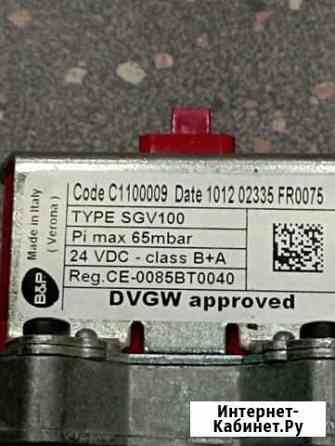 Code C1100009 Date 1012 02335 FR0075
TYPE SGV100
Pi max 65mbar
24 VDC - class B+A
Reg.CE-0085BT0040
DVGW approved
Made in Italy
( Verona )
B&P
Интернет-
Кабинет.Ру